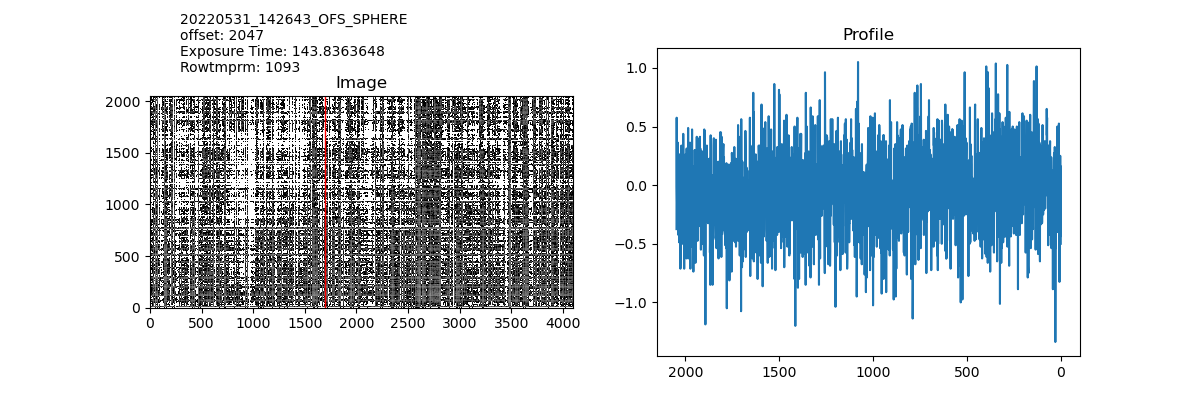 20220531_142643_OFS_SPHERE
offset: 2047
Exposure Time: 143.8363648
Rowtmprm: 1093
Image
2000
1500
1000
500
0
0 500 1000 1500 2000 2500 3000 3500 4000
Profile
1.0
0.5
0.0
−0.5
−1.0
2000 1500 1000 500 0